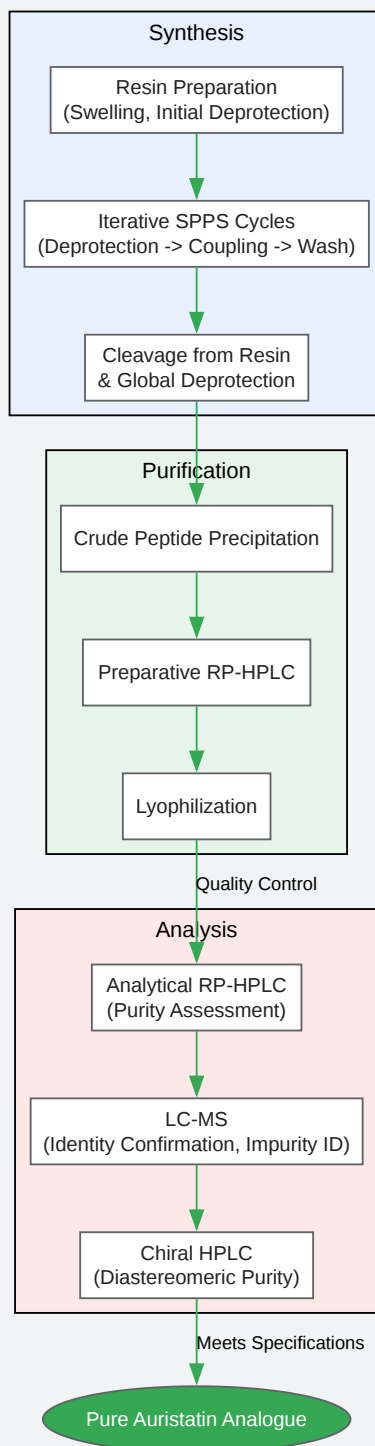 Synthesis
Resin Preparation
(Swelling, Initial Deprotection)
Iterative SPPS Cycles
(Deprotection -> Coupling -> Wash)
Cleavage from Resin
& Global Deprotection
Purification
Crude Peptide Precipitation
Preparative RP-HPLC
Lyophilization
Quality Control
Analysis
Analytical RP-HPLC
(Purity Assessment)
LC-MS
(Identity Confirmation, Impurity ID)
Chiral HPLC
(Diastereomeric Purity)
Meets Specifications
Pure Auristatin Analogue